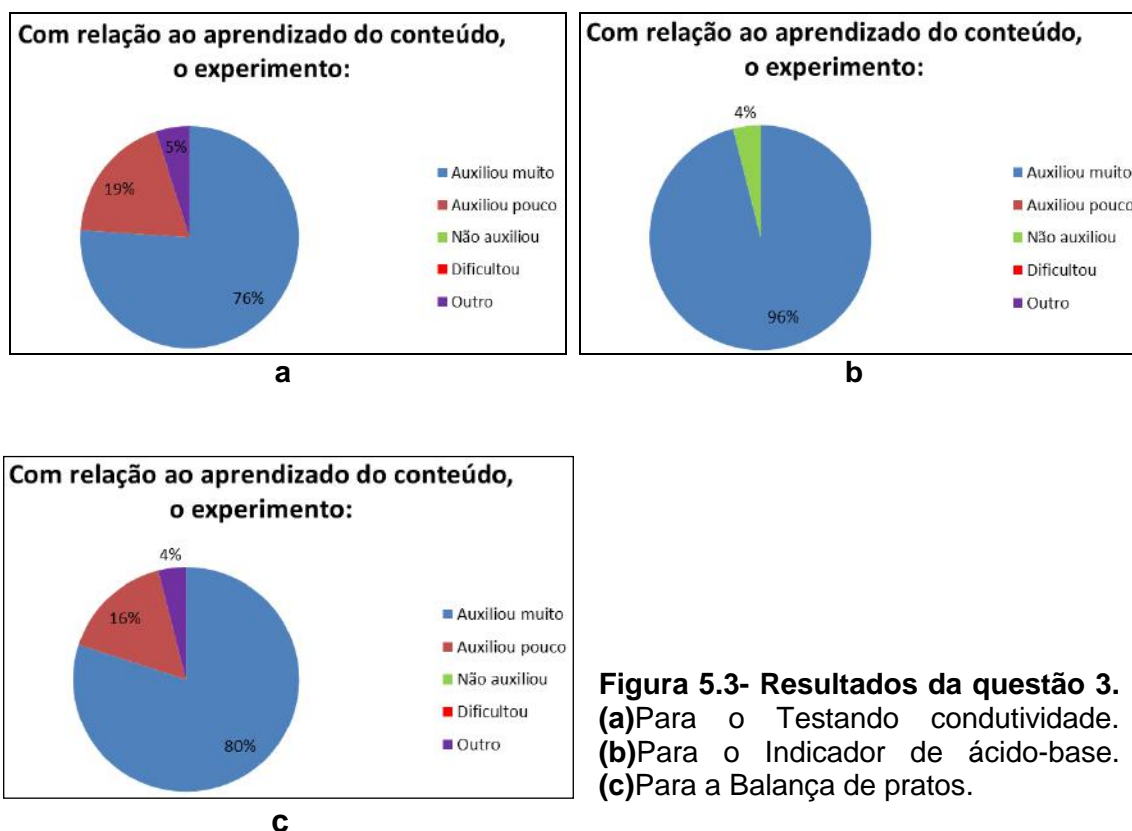 Com relação ao aprendizado do conteúdo,
o experimento:
5%
19%
76%
Auxiliou muito
Auxiliou pouco
Não auxiliou
Dificultou
Outro
a
Com relação ao aprendizado do conteúdo,
o experimento:
4%
96%
Auxiliou muito
Auxiliou pouco
Não auxiliou
Dificultou
Outro
b
Com relação ao aprendizado do conteúdo,
o experimento:
4%
16%
80%
Auxiliou muito
Auxiliou pouco
Não auxiliou
Dificultou
Outro
c
Figura 5.3- Resultados da questão 3.
(a)Para o Testando condutividade.
(b)Para o Indicador de ácido-base.
(c)Para a Balança de pratos.